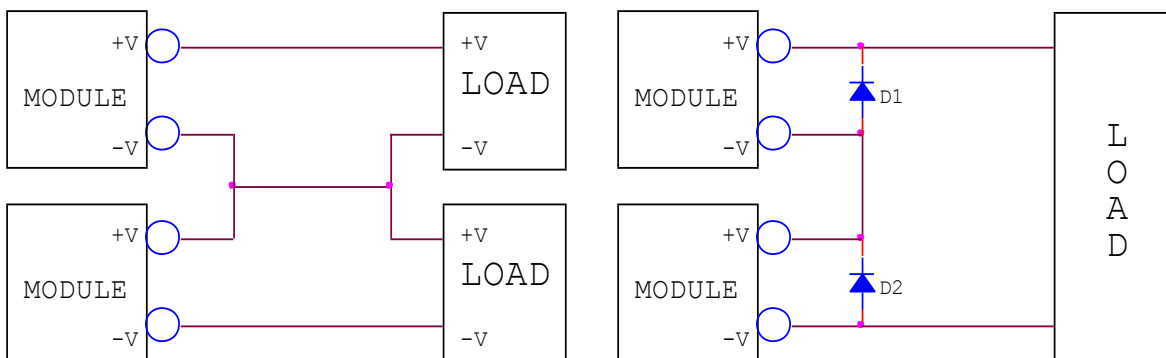 +V
MODULE
-V
+V
LOAD
-V
+V
MODULE
-V
+V
LOAD
-V
+V
MODULE
-V
D1
+V
MODULE
-V
D2
L
O
A
D